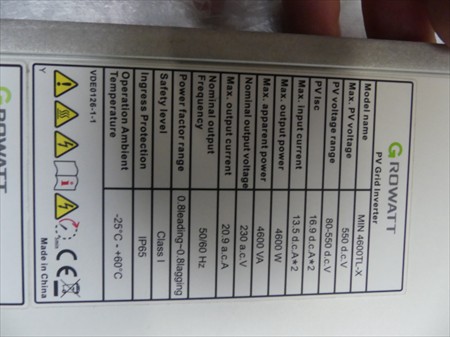 GROWATT
PV Grid Inverter
Model name MIN 4600TL-X
Max. PV voltage 550 d.c.V
PV voltage range 80-550 d.c.V
PV Isc 16.9 d.c.A*2
Max. input current 13.5 d.c.A*2
Max. output power 4600 W
Max. apparent power 4600 VA
Nominal output voltage 230 a.c.V
Max. output current 20.9 a.c.A
Nominal output Frequency 50/60 Hz
Power factor range 0.8leading~0.8lagging
Safety level Class I
Ingress Protection IP65
Operation Ambient Temperature -25°C - +60°C
VDE0126-1-1
Y
CE
Made in China
GROWATT